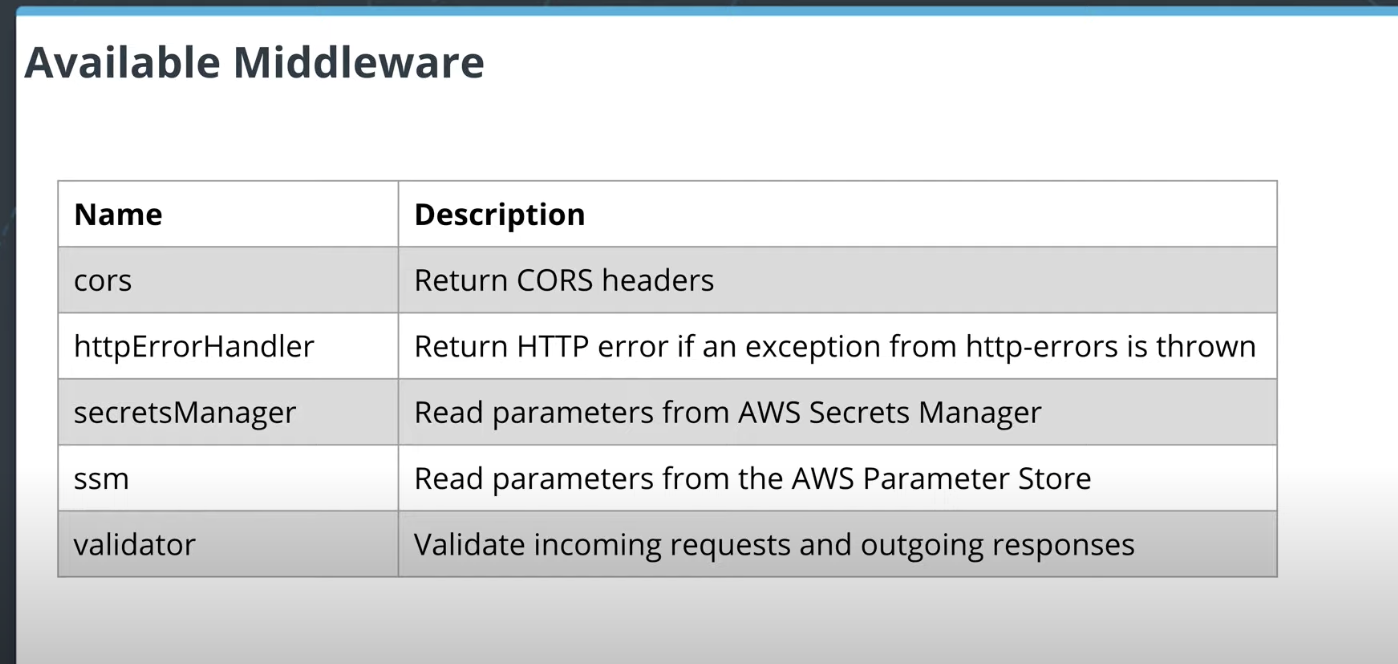 Available Middleware
Name Description
cors Return CORS headers
httpErrorHandler Return HTTP error if an exception from http-errors is thrown
secretsManager Read parameters from AWS Secrets Manager
ssm Read parameters from the AWS Parameter Store
validator Validate incoming requests and outgoing responses